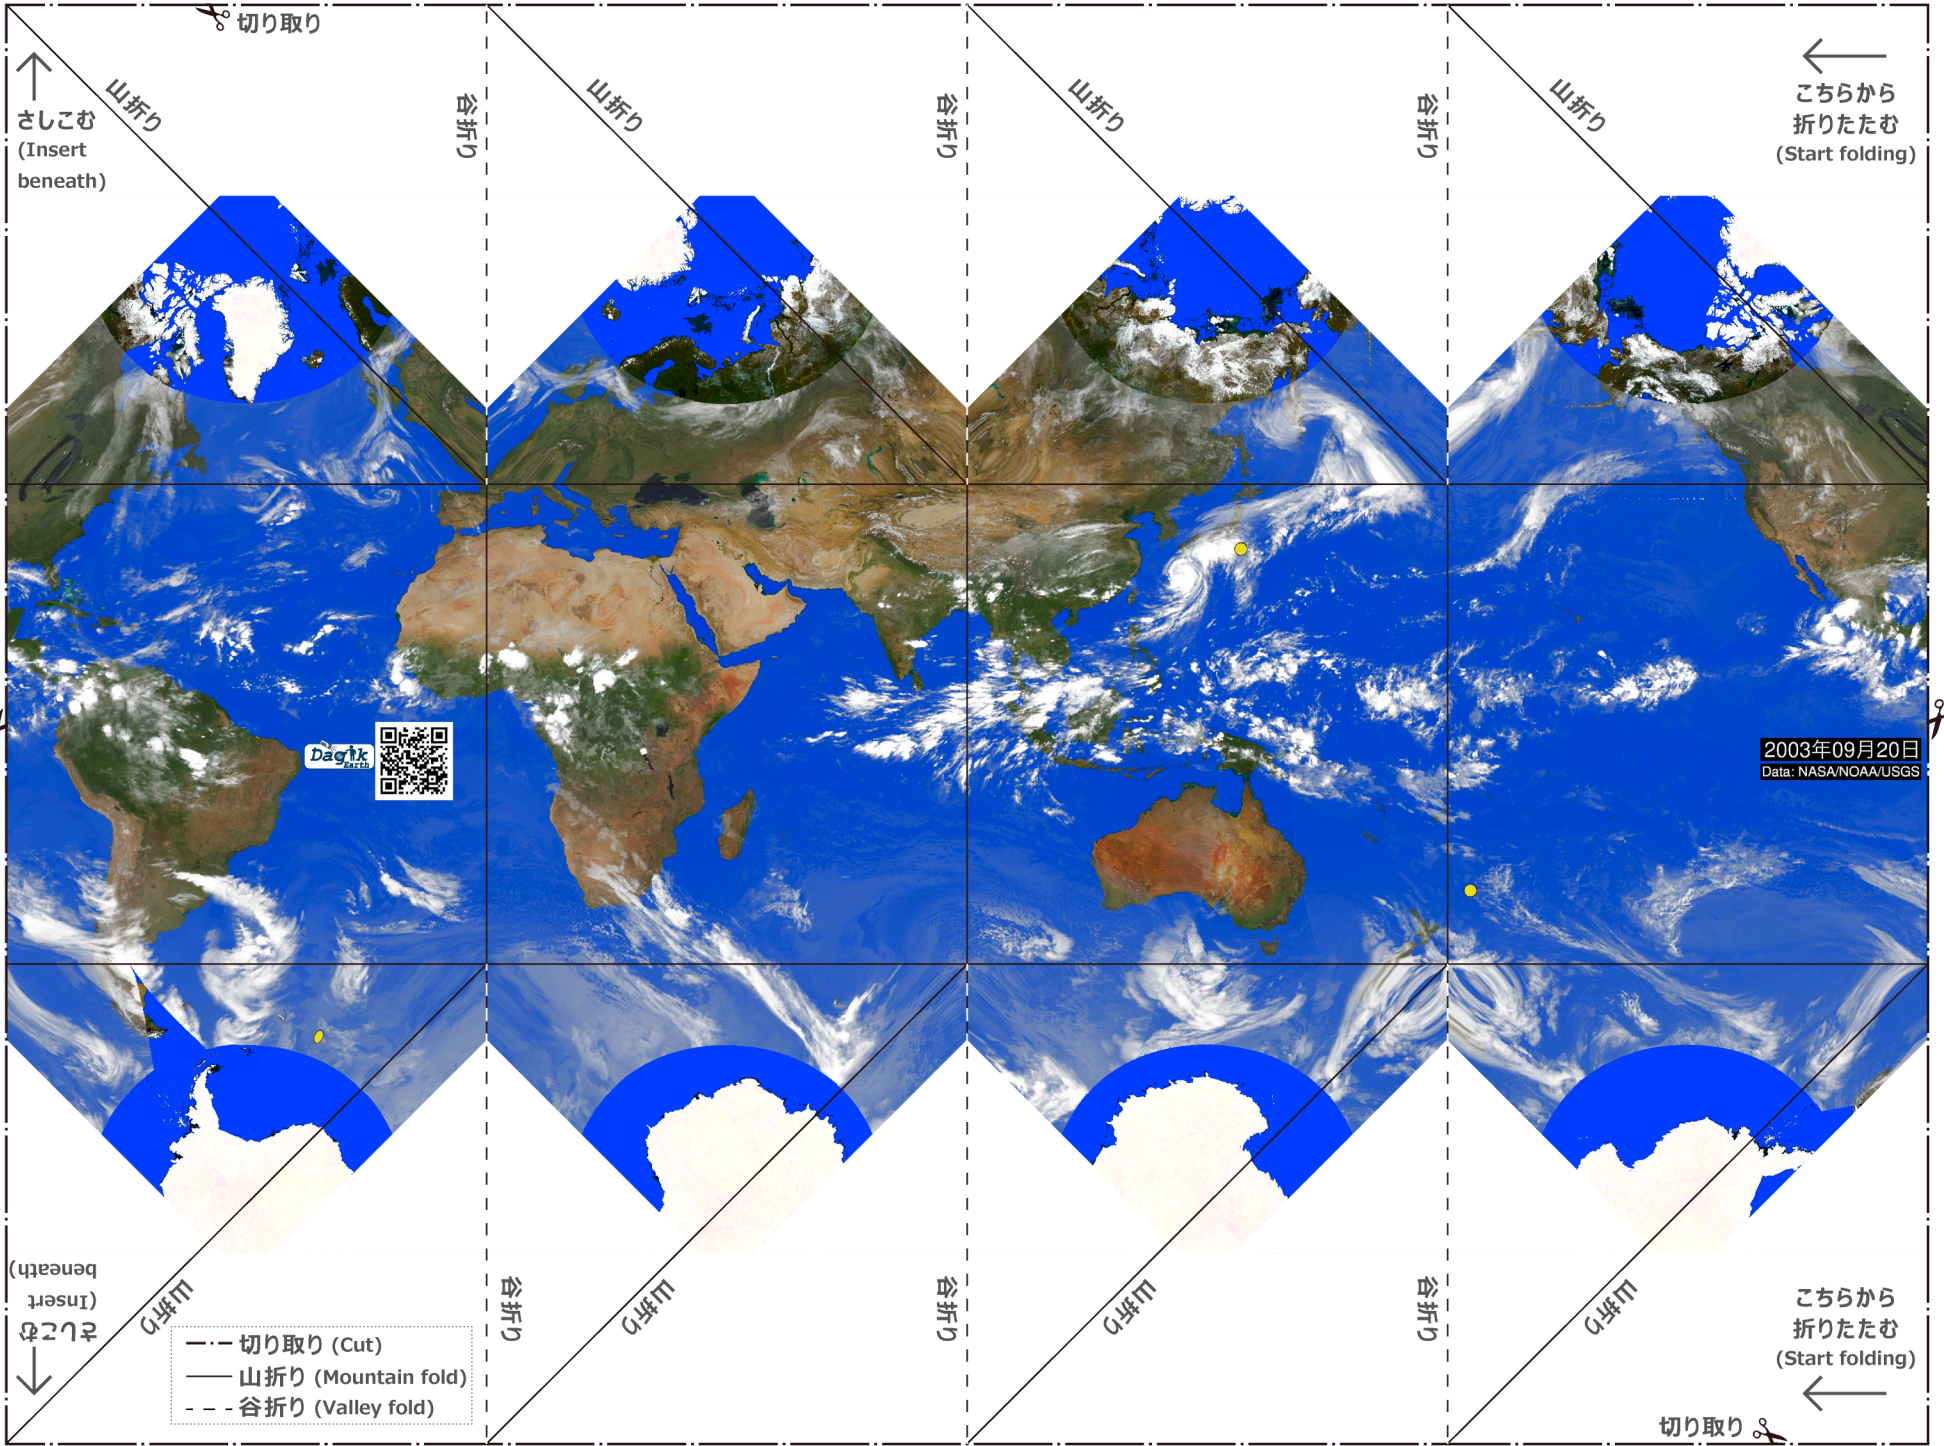 切り取り
さしこむ
(Insert
beneath)
山折り
谷折り
山折り
谷折り
山折り
谷折り
山折り
こちらから
折りたたむ
(Start folding)
Dagik
Earth
2003年09月20日
Data: NASA/NOAA/USGS
さしこむ
(Insert
beneath)
山折り
谷折り
山折り
谷折り
山折り
谷折り
山折り
こちらから
折りたたむ
(Start folding)
切り取り (Cut)
山折り (Mountain fold)
谷折り (Valley fold)
切り取り